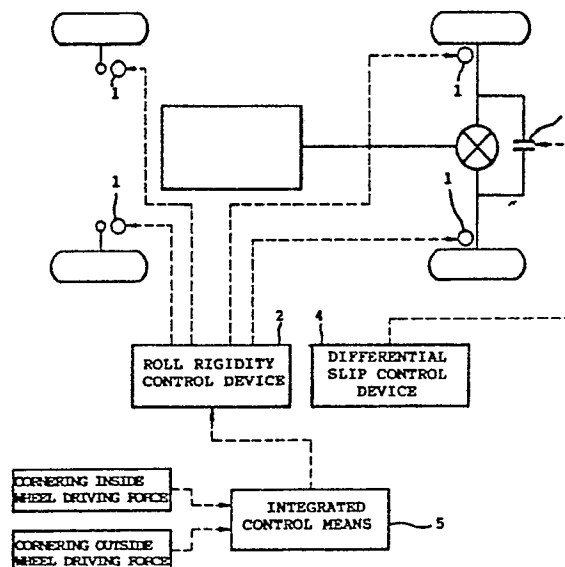 1
1
1
1
2
4
ROLL RIGIDITY
CONTROL DEVICE
DIFFERENTIAL
SLIP CONTROL
DEVICE
CORNERING INSIDE
WHEEL DRIVING FORCE
INTEGRATED
CONTROL MEANS
5
CORNERING OUTSIDE
WHEEL DRIVING FORCE